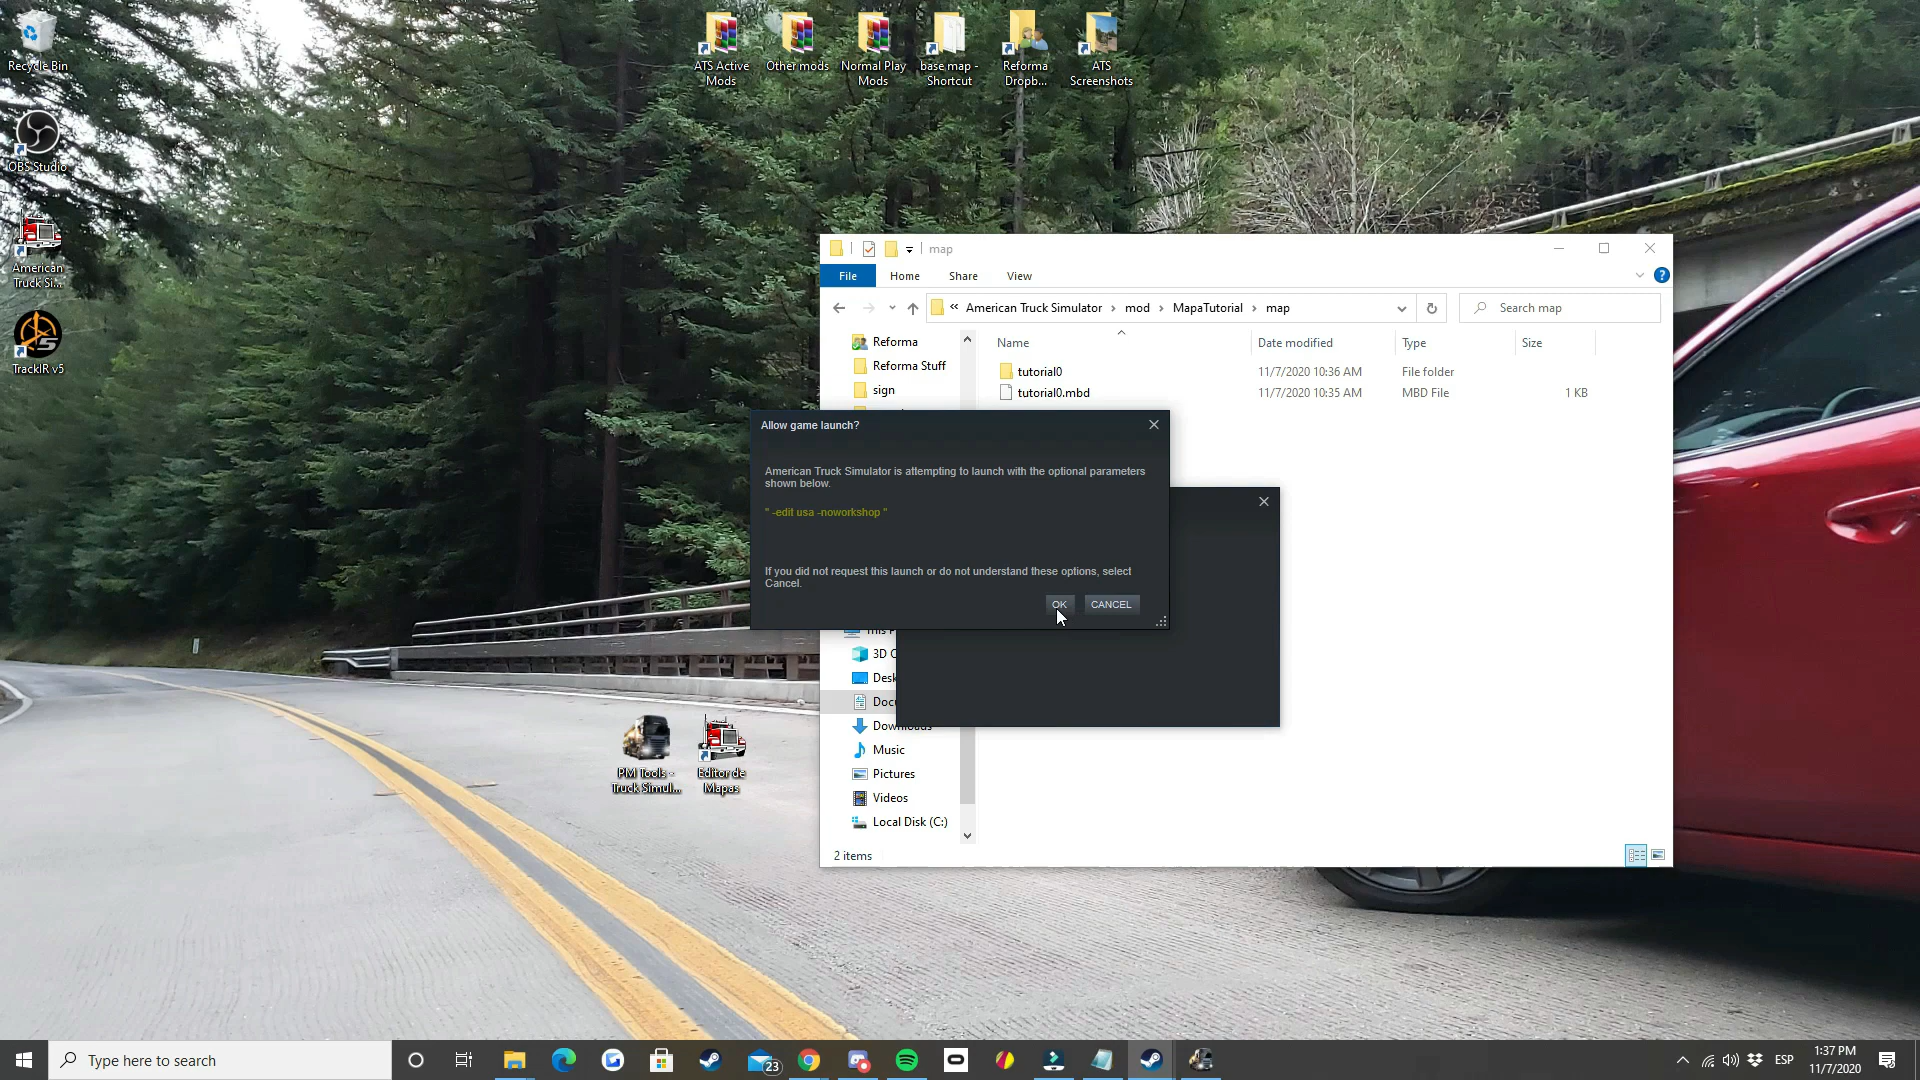 Recycle Bin
OBS Studio
American
Truck Si...
TrackIR v5
ATS Active
Mods
Other mods
Normal Play
Mods
base map -
Shortcut
Reforma
Dropb...
ATS
Screenshots
map
File
Home
Share
View
«
American Truck Simulator
mod
MapaTutorial
map
Search map
Reforma
Reforma Stuff
sign
Name
Date modified
Type
Size
tutorial0
11/7/2020 10:36 AM
File folder
tutorial0.mbd
11/7/2020 10:35 AM
MBD File
1 KB
Allow game launch?
American Truck Simulator is attempting to launch with the optional parameters
shown below.
" -edit usa -noworkshop "
If you did not request this launch or do not understand these options, select
Cancel.
OK
CANCEL
This P
3D O
Desk
Docu
Downloads
Music
Pictures
Videos
Local Disk (C:)
2 items
PM Tools -
Truck Simul...
Editor de
Mapas
Type here to search
23
ESP
1:37 PM
11/7/2020